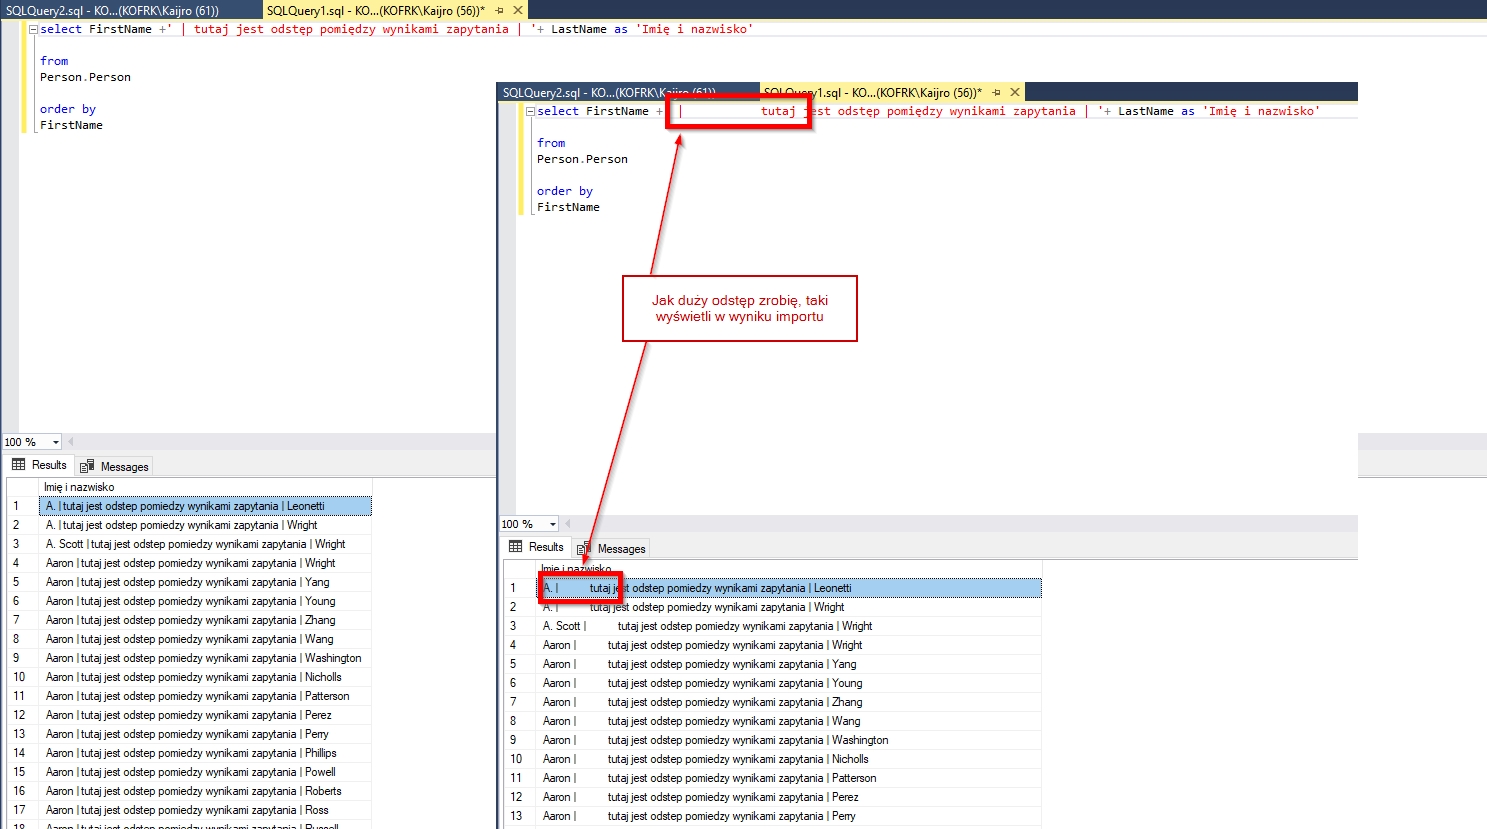 SQLQuery2.sql - KO...(KOFRK\Kaijro (61))
SQLQuery1.sql - KO...(KOFRK\Kaijro (56))*
select FirstName +' | tutaj jest odstęp pomiędzy wynikami zapytania | '+ LastName as 'Imię i nazwisko'
from
Person.Person
order by
FirstName
100 %
Results
Messages
Imię i nazwisko
1 A. | tutaj jest odstep pomiedzy wynikami zapytania | Leonetti
2 A. | tutaj jest odstep pomiedzy wynikami zapytania | Wright
3 A. Scott | tutaj jest odstep pomiedzy wynikami zapytania | Wright
4 Aaron | tutaj jest odstep pomiedzy wynikami zapytania | Wright
5 Aaron | tutaj jest odstep pomiedzy wynikami zapytania | Yang
6 Aaron | tutaj jest odstep pomiedzy wynikami zapytania | Young
7 Aaron | tutaj jest odstep pomiedzy wynikami zapytania | Zhang
8 Aaron | tutaj jest odstep pomiedzy wynikami zapytania | Wang
9 Aaron | tutaj jest odstep pomiedzy wynikami zapytania | Washington
10 Aaron | tutaj jest odstep pomiedzy wynikami zapytania | Nicholls
11 Aaron | tutaj jest odstep pomiedzy wynikami zapytania | Patterson
12 Aaron | tutaj jest odstep pomiedzy wynikami zapytania | Perez
13 Aaron | tutaj jest odstep pomiedzy wynikami zapytania | Perry
14 Aaron | tutaj jest odstep pomiedzy wynikami zapytania | Phillips
15 Aaron | tutaj jest odstep pomiedzy wynikami zapytania | Powell
16 Aaron | tutaj jest odstep pomiedzy wynikami zapytania | Roberts
17 Aaron | tutaj jest odstep pomiedzy wynikami zapytania | Ross
18 Aaron | tutaj jest odstep pomiedzy wynikami zapytania | Russell
SQLQuery2.sql - KO...(KOFRK\Kaijro (61))
SQLQuery1.sql - KO...(KOFRK\Kaijro (56))*
select FirstName + |           tutaj jest odstęp pomiędzy wynikami zapytania | '+ LastName as 'Imię i nazwisko'
from
Person.Person
order by
FirstName
Jak duży odstęp zrobię, taki
wyświetli w wyniku importu
100 %
Results
Messages
Imię i nazwisko
1 A. |           tutaj jest odstep pomiedzy wynikami zapytania | Leonetti
2 A. |           tutaj jest odstep pomiedzy wynikami zapytania | Wright
3 A. Scott |           tutaj jest odstep pomiedzy wynikami zapytania | Wright
4 Aaron |           tutaj jest odstep pomiedzy wynikami zapytania | Wright
5 Aaron |           tutaj jest odstep pomiedzy wynikami zapytania | Yang
6 Aaron |           tutaj jest odstep pomiedzy wynikami zapytania | Young
7 Aaron |           tutaj jest odstep pomiedzy wynikami zapytania | Zhang
8 Aaron |           tutaj jest odstep pomiedzy wynikami zapytania | Wang
9 Aaron |           tutaj jest odstep pomiedzy wynikami zapytania | Washington
10 Aaron |           tutaj jest odstep pomiedzy wynikami zapytania | Nicholls
11 Aaron |           tutaj jest odstep pomiedzy wynikami zapytania | Patterson
12 Aaron |           tutaj jest odstep pomiedzy wynikami zapytania | Perez
13 Aaron |           tutaj jest odstep pomiedzy wynikami zapytania | Perry